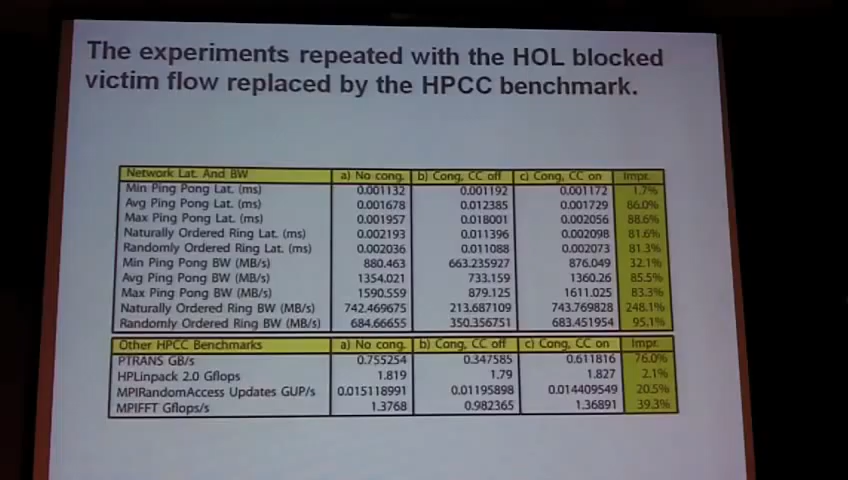 The experiments repeated with the HOL blocked
victim flow replaced by the HPCC benchmark.
Network Lat. And BW a) No cong. b) Cong, CC off c) Cong, CC on Impr.
Min Ping Pong Lat. (ms) 0.001132 0.001192 0.001172 1.7%
Avg Ping Pong Lat. (ms) 0.001678 0.012385 0.001729 86.0%
Max Ping Pong Lat. (ms) 0.001957 0.018001 0.002056 88.6%
Naturally Ordered Ring Lat. (ms) 0.002193 0.011396 0.002098 81.6%
Randomly Ordered Ring Lat. (ms) 0.002036 0.011088 0.002073 81.3%
Min Ping Pong BW (MB/s) 880.463 663.235927 876.049 32.1%
Avg Ping Pong BW (MB/s) 1354.021 733.159 1360.26 85.5%
Max Ping Pong BW (MB/s) 1590.559 879.125 1611.025 83.3%
Naturally Ordered Ring BW (MB/s) 742.469675 213.687109 743.769828 248.1%
Randomly Ordered Ring BW (MB/s) 684.66655 350.356751 683.451954 95.1%
Other HPCC Benchmarks a) No cong. b) Cong, CC off c) Cong, CC on Impr.
PTRANS GB/s 0.755254 0.347585 0.611816 76.0%
HPLinpack 2.0 Gflops 1.819 1.79 1.827 2.1%
MPIRandomAccess Updates GUP/s 0.015118991 0.01195898 0.014409549 20.5%
MPIFFT Gflops/s 1.3768 0.982365 1.36891 39.3%